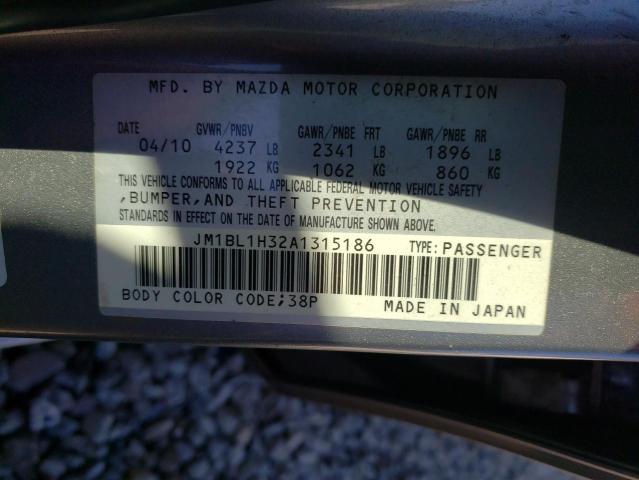 MFD. BY MAZDA MOTOR CORPORATION
DATE GVWR/PNBV GAWR/PNBE FRT GAWR/PNBE RR
04/10 4237 LB 2341 LB 1896 LB
1922 KG 1062 KG 860 KG
THIS VEHICLE CONFORMS TO ALL APPLICABLE FEDERAL MOTOR VEHICLE SAFETY
,BUMPER,AND THEFT PREVENTION
STANDARDS IN EFFECT ON THE DATE OF MANUFACTURE SHOWN ABOVE.
JM1BL1H32A1315186 TYPE:PASSENGER
BODY COLOR CODE;38P MADE IN JAPAN